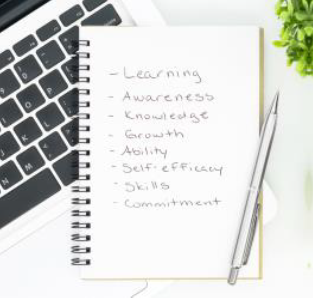 - Learning
- Awareness
- Knowledge
- Growth
- Ability
- Self-efficacy
- Skills
- Commitment